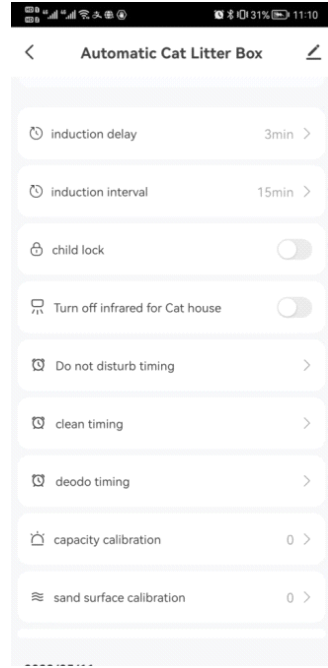 31% 11:10
Automatic Cat Litter Box
induction delay 3min
induction interval 15min
child lock
Turn off infrared for Cat house
Do not disturb timing
clean timing
deodo timing
capacity calibration 0
sand surface calibration 0